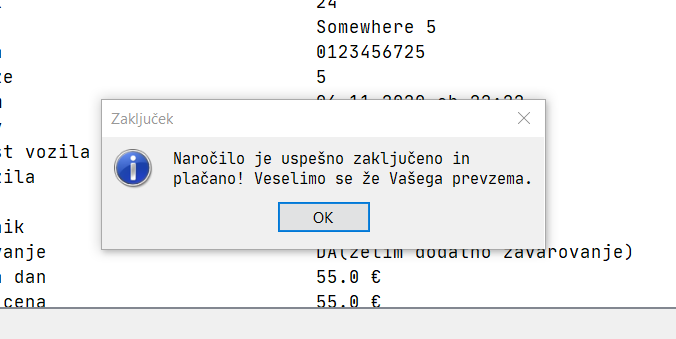 24
Somewhere 5
0123456725
ze
5
Zaključek
st vozila
zila
Naročilo je uspešno zaključeno in
plačano! Veselimo se že Vašega prevzema.
OK
nik
vanje
DA(želim dodatno zavarovanje)
dan
55.0 €
cena
55.0 €